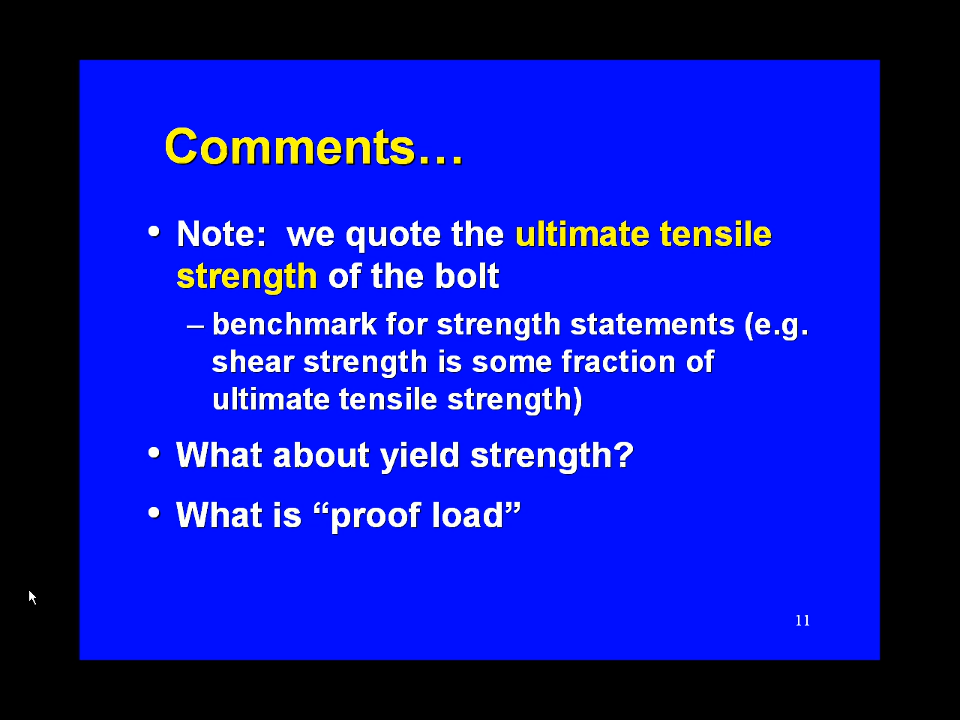 Comments…
• Note: we quote the ultimate tensile
strength of the bolt
– benchmark for strength statements (e.g.
shear strength is some fraction of
ultimate tensile strength)
• What about yield strength?
• What is “proof load”
11